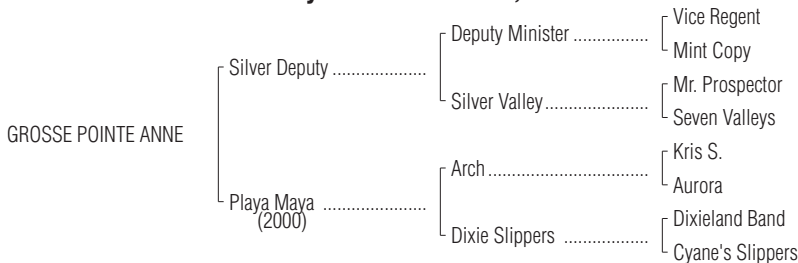 Vice Regent
Deputy Minister ................
Mint Copy
Silver Deputy ....................
Mr. Prospector
Silver Valley......................
Seven Valleys
GROSSE POINTE ANNE
Kris S.
Arch.................................
Aurora
Playa Maya ......................
(2000)
Dixieland Band
Dixie Slippers .................
Cyane's Slippers